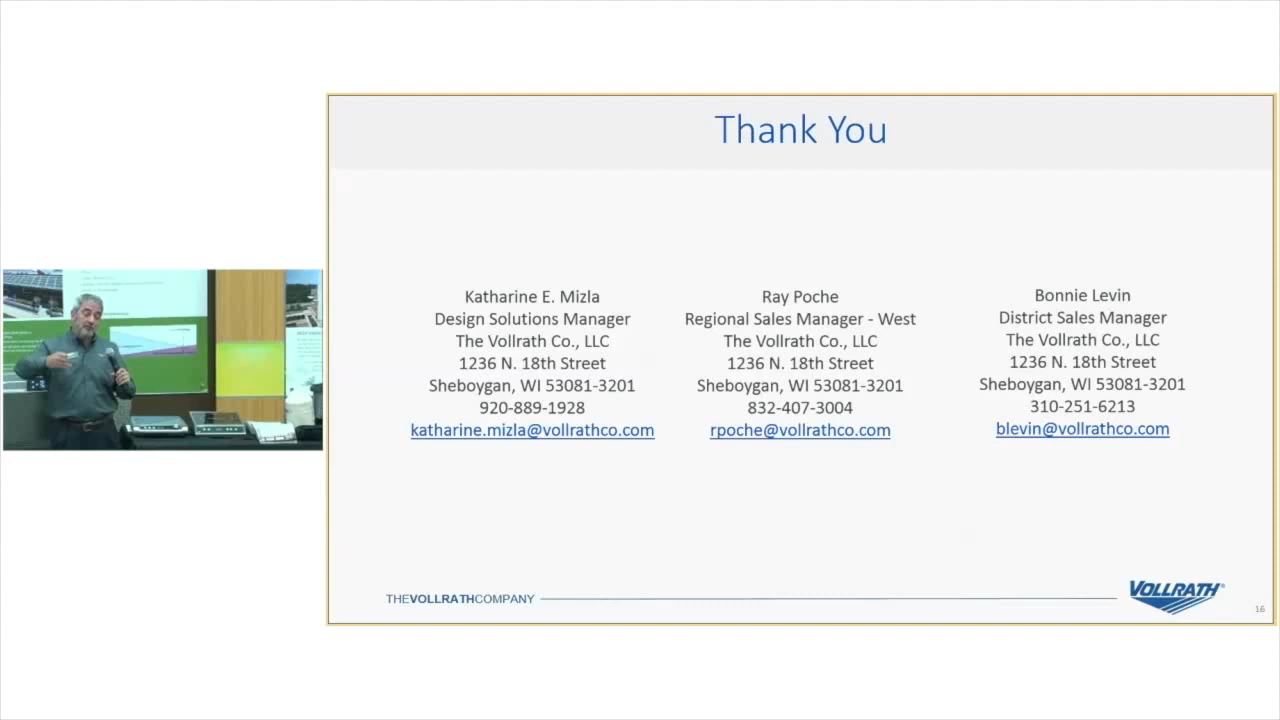 Thank You
Katharine E. Mizla
Design Solutions Manager
The Vollrath Co., LLC
1236 N. 18th Street
Sheboygan, WI 53081-3201
920-889-1928
katharine.mizla@vollrathco.com
Ray Poche
Regional Sales Manager - West
The Vollrath Co., LLC
1236 N. 18th Street
Sheboygan, WI 53081-3201
832-407-3004
rpoche@vollrathco.com
Bonnie Levin
District Sales Manager
The Vollrath Co., LLC
1236 N. 18th Street
Sheboygan, WI 53081-3201
310-251-6213
blevin@vollrathco.com
THEVOLLRATHCOMPANY
VOLLRATH®
16